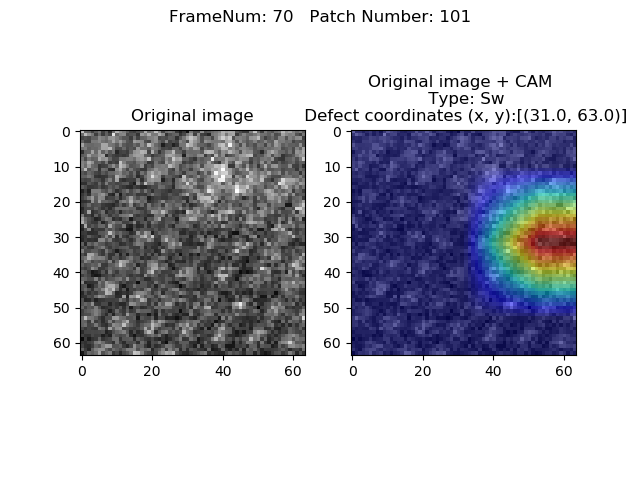 FrameNum: 70   Patch Number: 101
Original image
0
10
20
30
40
50
60
0 20 40 60
Original image + CAM
Type: Sw
Defect coordinates (x, y):[(31.0, 63.0)]
0
10
20
30
40
50
60
0 20 40 60